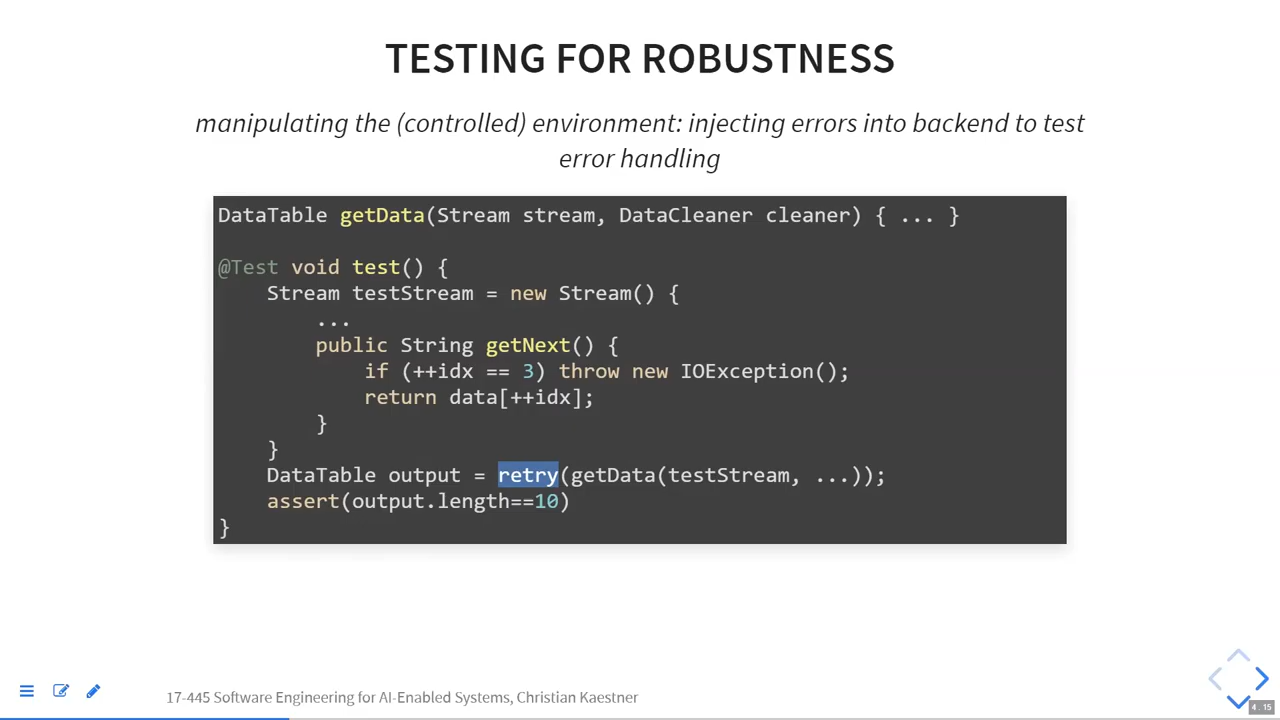 TESTING FOR ROBUSTNESS
manipulating the (controlled) environment: injecting errors into backend to test
error handling
DataTable getData(Stream stream, DataCleaner cleaner) { ... }
@Test void test() {
    Stream testStream = new Stream() {
        ...
        public String getNext() {
            if (++idx == 3) throw new IOException();
            return data[++idx];
        }
    }
    DataTable output = retry(getData(testStream, ...));
    assert(output.length==10)
}
17-445 Software Engineering for AI-Enabled Systems, Christian Kaestner
4 . 15